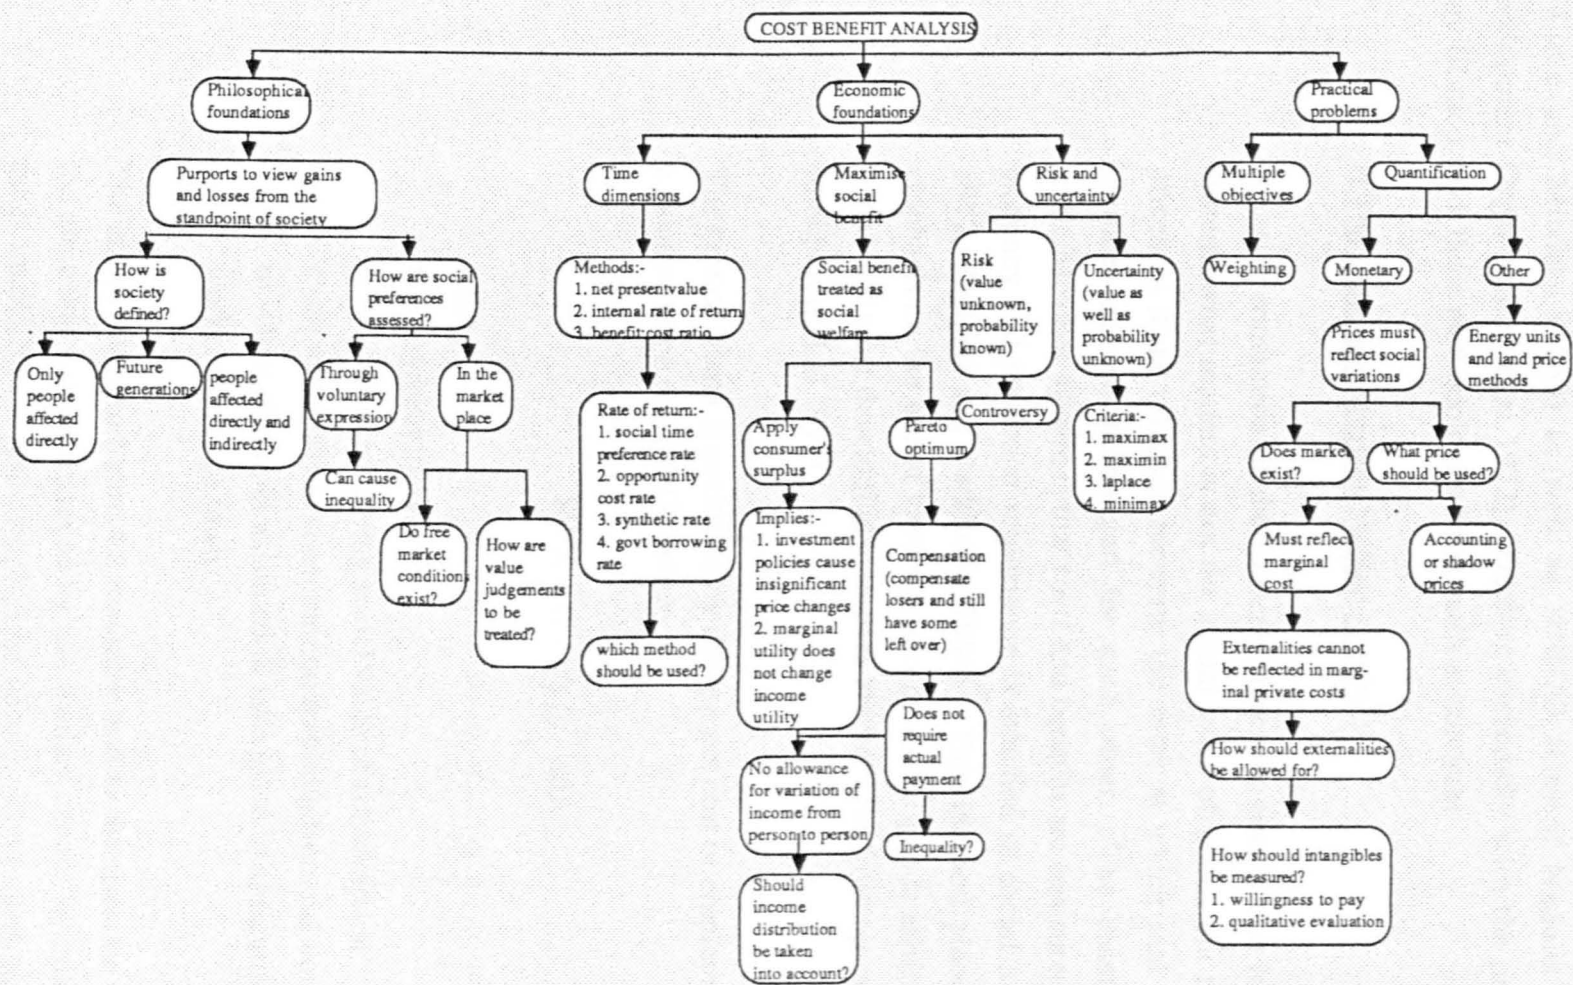 COST BENEFIT ANALYSIS
Philosophical
foundations
Economic
foundations
Practical
problems
Purports to view gains
and losses from the
standpoint of society
Time
dimensions
Maximise
social
benefit
Risk and
uncertainty
Multiple
objectives
Quantification
How is
society
defined?
How are social
preferences
assessed?
Methods:-
1. net presentvalue
2. internal rate of return
3. benefit:cost ratio
Social benefit
treated as
social
welfare
Risk
(value
unknown,
probability
known)
Uncertainty
(value as
well as
probability
unknown)
Weighting
Monetary
Other
Only
people
affected
directly
Future
generations
people
affected
directly and
indirectly
Through
voluntary
expression
In the
market
place
Prices must
reflect social
variations
Energy units
and land price
methods
Rate of return:-
1. social time
preference rate
2. opportunity
cost rate
3. synthetic rate
4. govt borrowing
rate
Apply
consumer's
surplus
Pareto
optimum
Controversy
Criteria:-
1. maximax
2. maximin
3. laplace
4. minimax
Does market
exist?
What price
should be used?
Can cause
inequality
Do free
market
conditions
exist?
How are
value
judgements
to be
treated?
Implies:-
1. investment
policies cause
insignificant
price changes
2. marginal
utility does
not change
income
utility
Compensation
(compensate
losers and still
have some
left over)
Must reflect
marginal
cost
Accounting
or shadow
prices
which method
should be used?
Externalities cannot
be reflected in marg-
inal private costs
Does not
require
actual
payment
How should externalities
be allowed for?
No allowance
for variation of
income from
person to person
Inequality?
How should intangibles
be measured?
1. willingness to pay
2. qualitative evaluation
Should
income
distribution
be taken
into account?